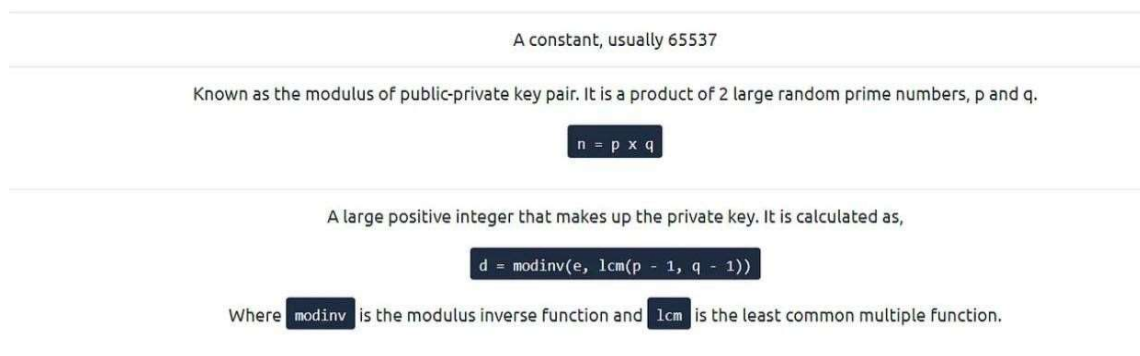 A constant, usually 65537
Known as the modulus of public-private key pair. It is a product of 2 large random prime numbers, p and q.
n = p x q
A large positive integer that makes up the private key. It is calculated as,
d = modinv(e, lcm(p - 1, q - 1))
Where modinv is the modulus inverse function and lcm is the least common multiple function.